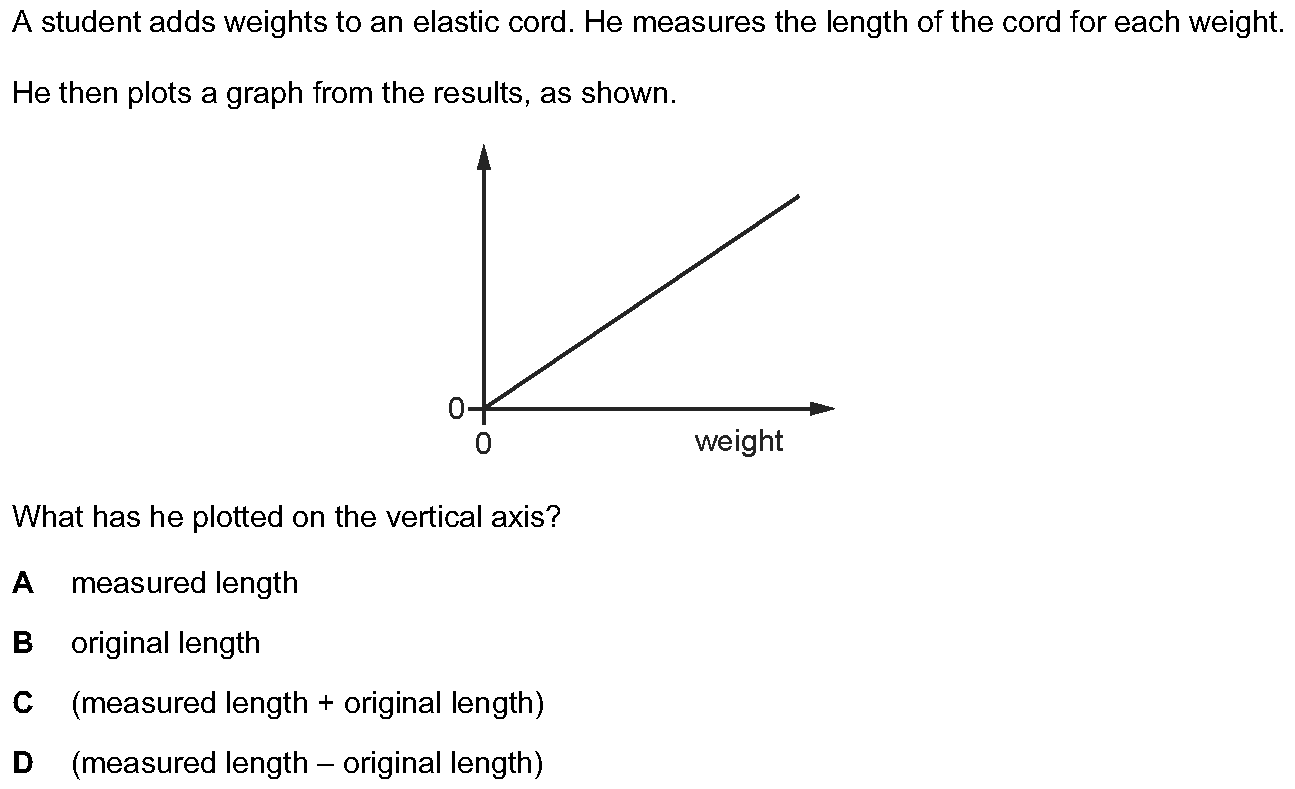 A student adds weights to an elastic cord. He measures the length of the cord for each weight.
He then plots a graph from the results, as shown.
0
0
weight
What has he plotted on the vertical axis?
A measured length
B original length
C (measured length + original length)
D (measured length – original length)